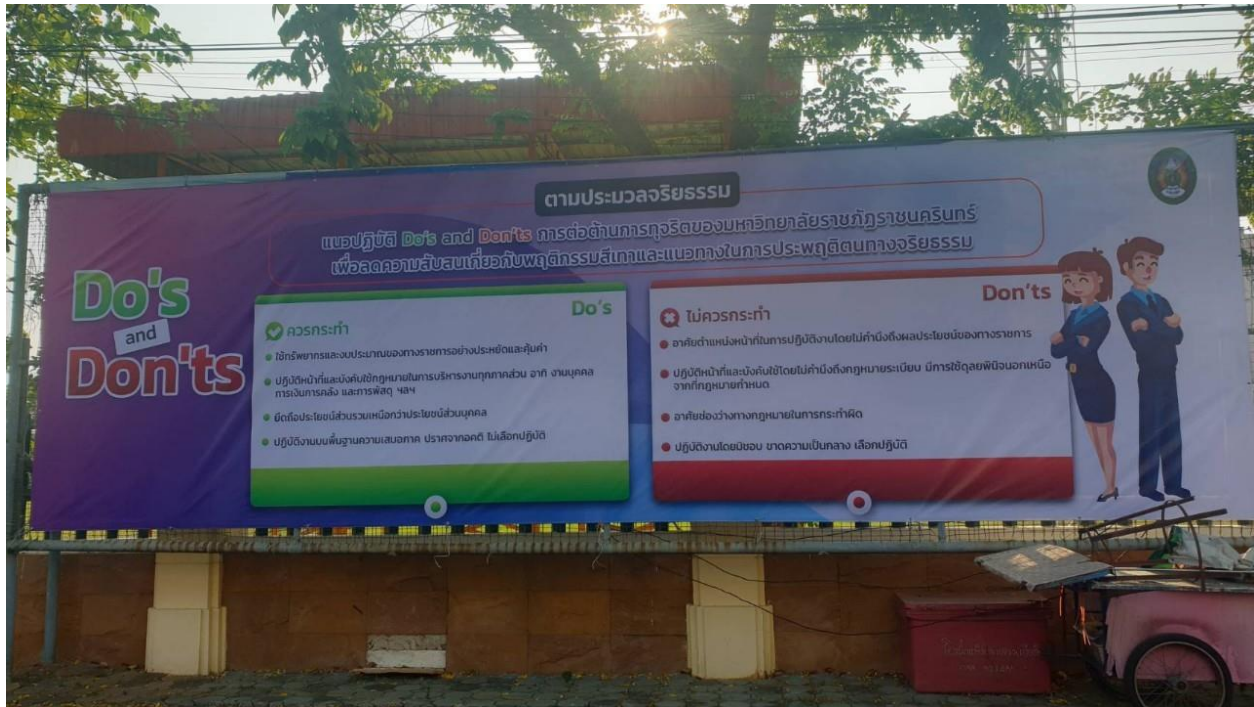 ตามประมวลจริยธรรม
แนวปฏิบัติ Do's and Don'ts การต่อต้านการทุจริตของมหาวิทยาลัยราชภัฏราชนครินทร์
เพื่อลดความสับสนเกี่ยวกับพฤติกรรมสีเทาและแนวทางในการประพฤติตนทางจริยธรรม
Do's
and
Don'ts
Do's
ควรกระทำ
ใช้ทรัพยากรและงบประมาณของทางราชการอย่างประหยัดและคุ้มค่า
ปฏิบัติหน้าที่และบังคับใช้กฎหมายในการบริหารงานทุกภาคส่วน อาทิ งานบุคคล
การเงินการคลัง และการพัสดุ ฯลฯ
ยึดถือประโยชน์ส่วนรวมเหนือกว่าประโยชน์ส่วนบุคคล
ปฏิบัติงานบนพื้นฐานความเสมอภาค ปราศจากอคติ ไม่เลือกปฏิบัติ
Don'ts
ไม่ควรกระทำ
อาศัยตำแหน่งหน้าที่ในการปฏิบัติงานโดยไม่คำนึงถึงผลประโยชน์ของทางราชการ
ปฏิบัติหน้าที่และบังคับใช้โดยไม่คำนึงถึงกฎหมายระเบียบ มีการใช้ดุลยพินิจนอกเหนือ
จากที่กฎหมายกำหนด
อาศัยช่องว่างทางกฎหมายในการกระทำผิด
ปฏิบัติงานโดยมิชอบ ขาดความเป็นกลาง เลือกปฏิบัติ